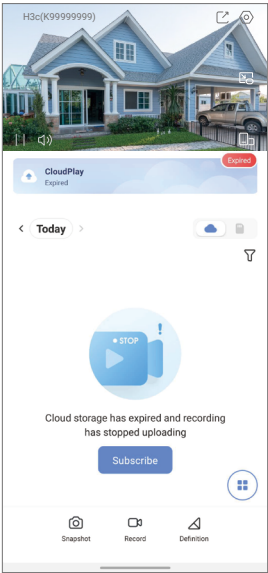 H3c(K99999999)
Expired
CloudPlay
Expired
Today
STOP
Cloud storage has expired and recording
has stopped uploading
Subscribe
Snapshot
Record
Definition